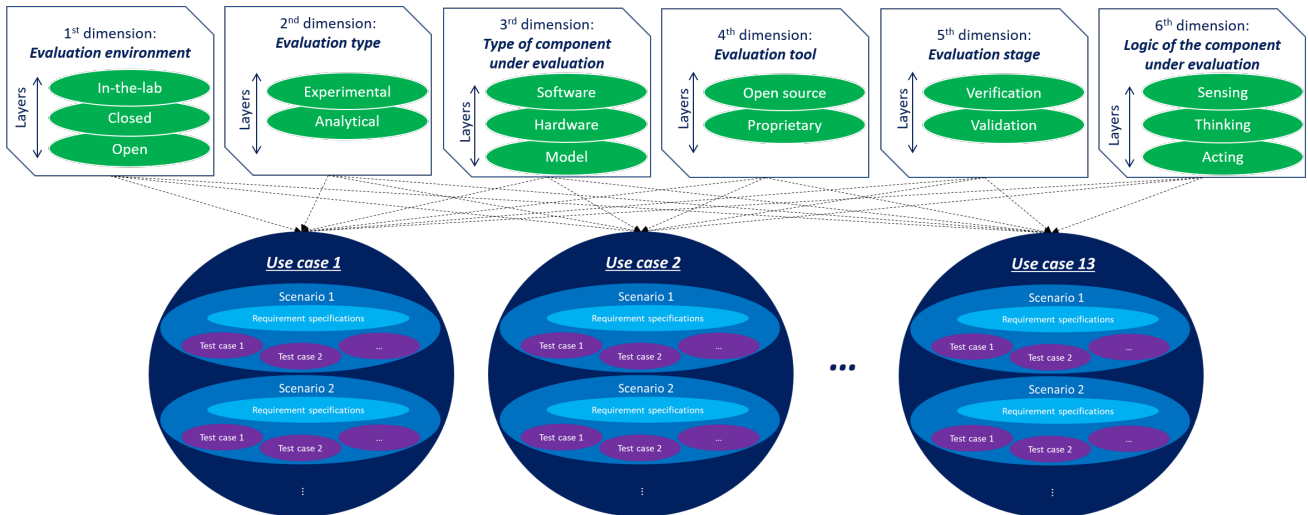 1st dimension:
Evaluation environment
Layers
In-the-lab
Closed
Open
2nd dimension:
Evaluation type
Layers
Experimental
Analytical
3rd dimension:
Type of component
under evaluation
Layers
Software
Hardware
Model
4th dimension:
Evaluation tool
Layers
Open source
Proprietary
5th dimension:
Evaluation stage
Layers
Verification
Validation
6th dimension:
Logic of the component
under evaluation
Layers
Sensing
Thinking
Acting
Use case 1
Scenario 1
Requirement specifications
Test case 1
Test case 2
...
Scenario 2
Requirement specifications
Test case 1
Test case 2
...
⋮
Use case 2
Scenario 1
Requirement specifications
Test case 1
Test case 2
...
Scenario 2
Requirement specifications
Test case 1
Test case 2
...
⋮
...
Use case 13
Scenario 1
Requirement specifications
Test case 1
Test case 2
...
Scenario 2
Requirement specifications
Test case 1
Test case 2
...
⋮